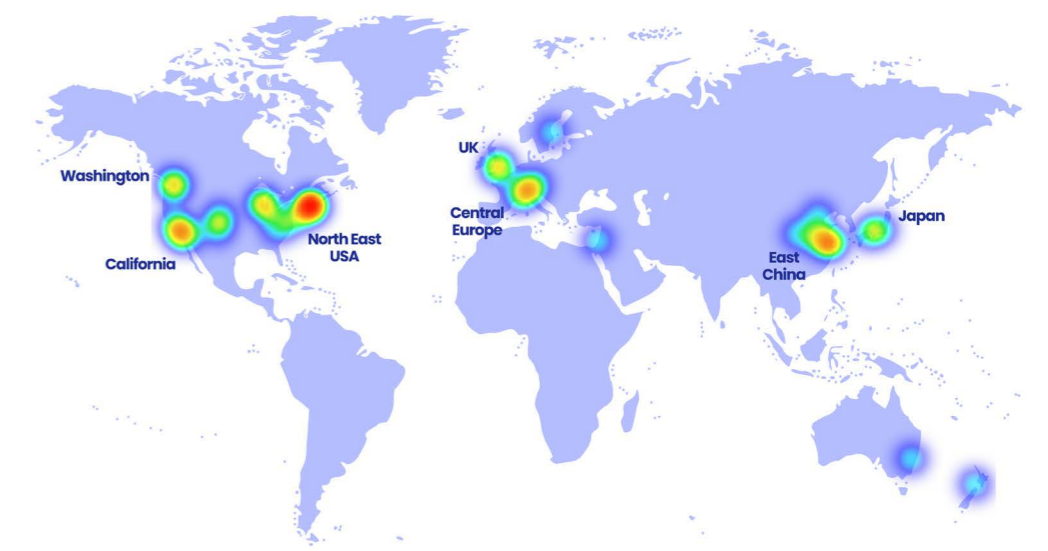 UK
Washington
Central
Europe
Japan
North East
USA
California
East
China